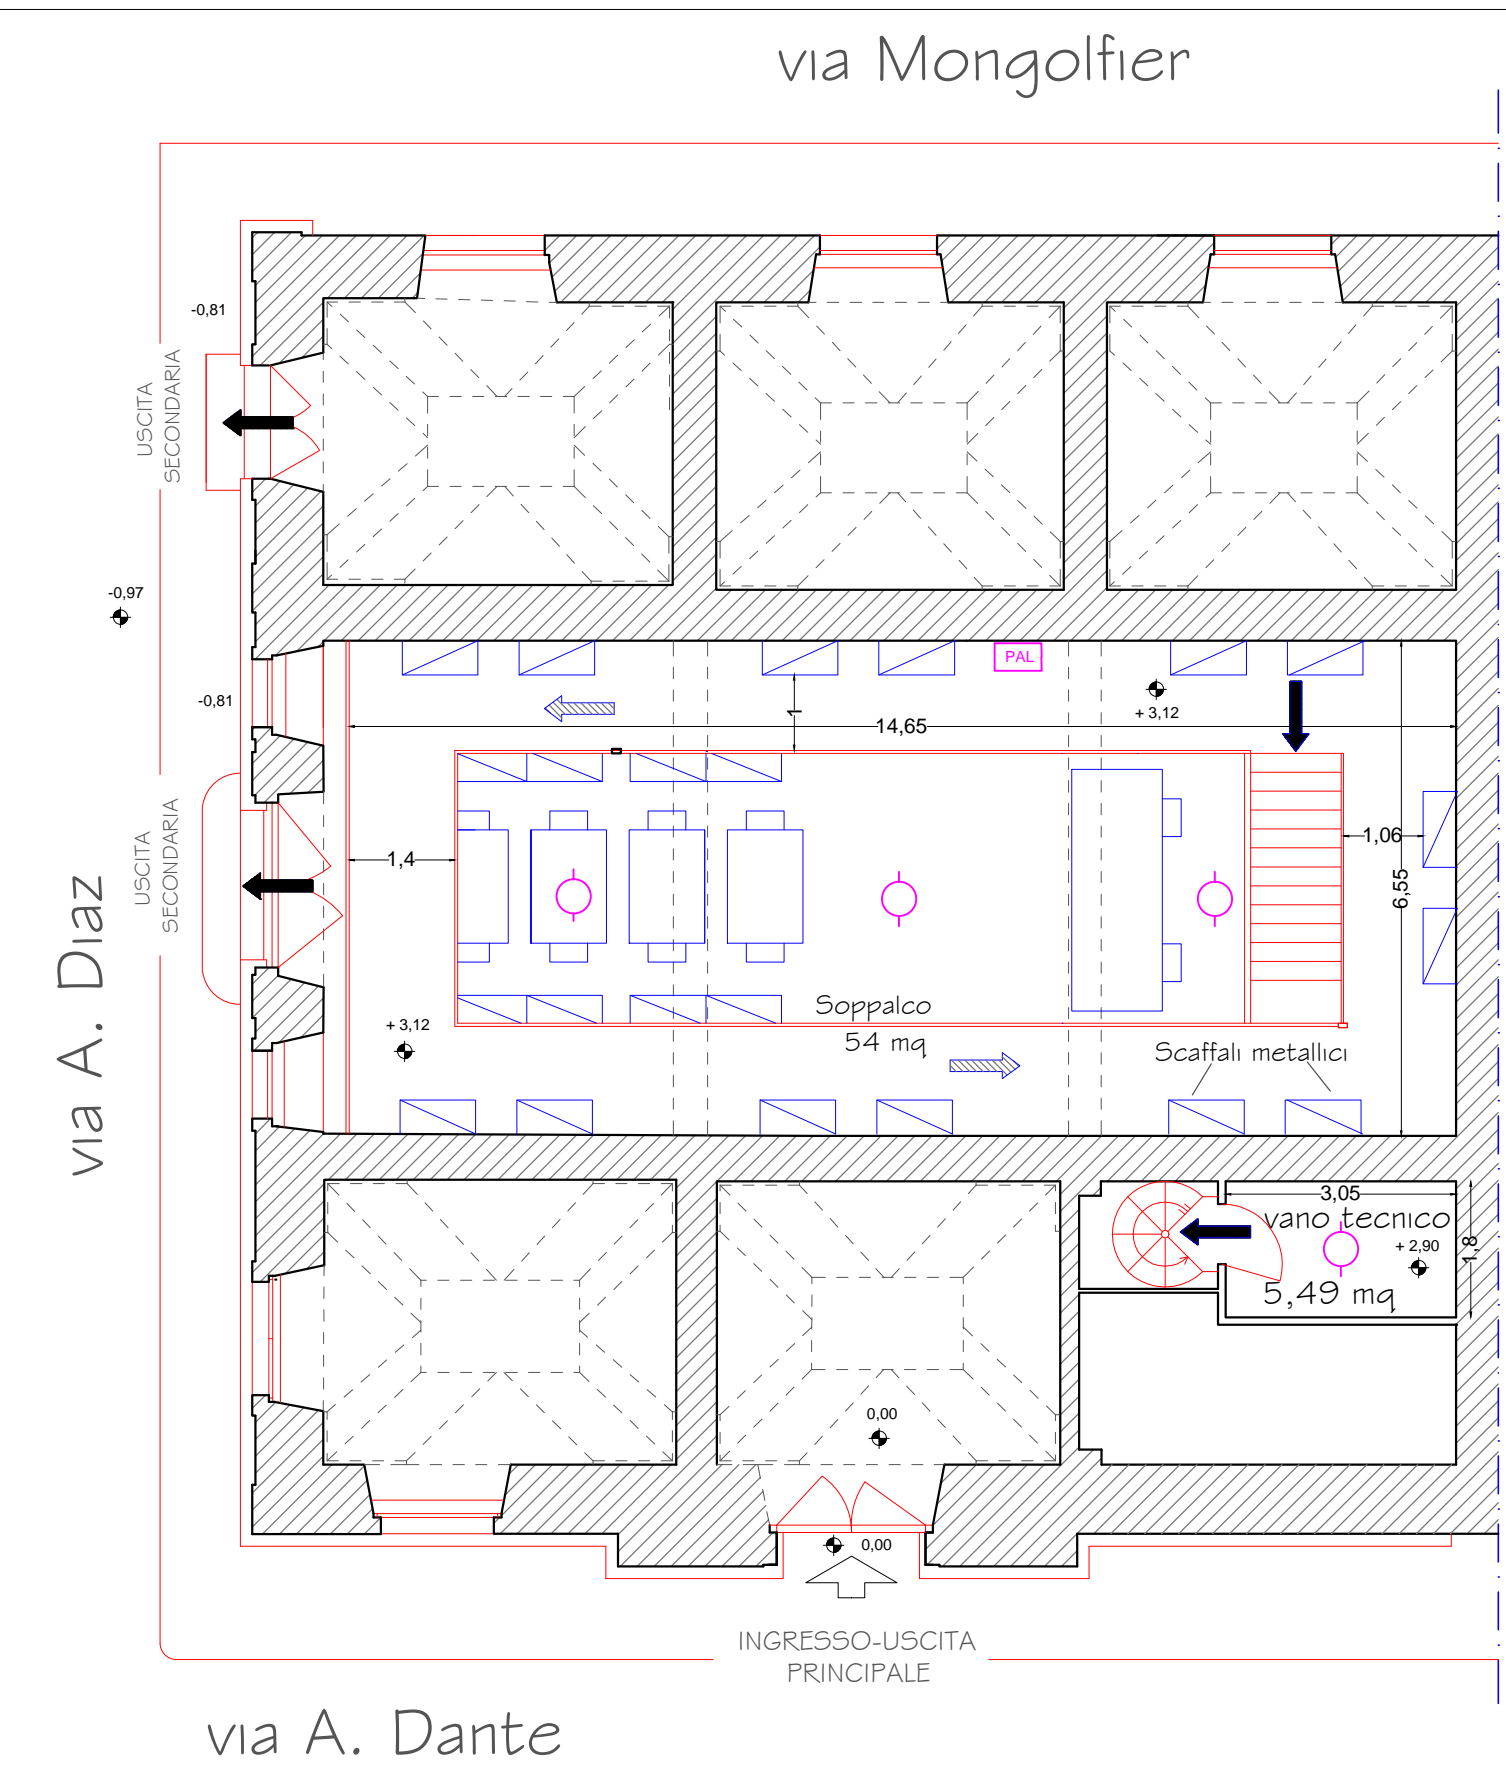 via Mongolfier
-0,81
USCITA
SECONDARIA
-0,97
-0,81
PAL
+ 3,12
1
14,65
USCITA
SECONDARIA
1,4
1,06
6,55
via A. Diaz
Soppalco
54 mq
+ 3,12
Scaffali metallici
3,05
vano tecnico
+ 2,90
1,8
5,49 mq
0,00
0,00
INGRESSO-USCITA
PRINCIPALE
via A. Dante